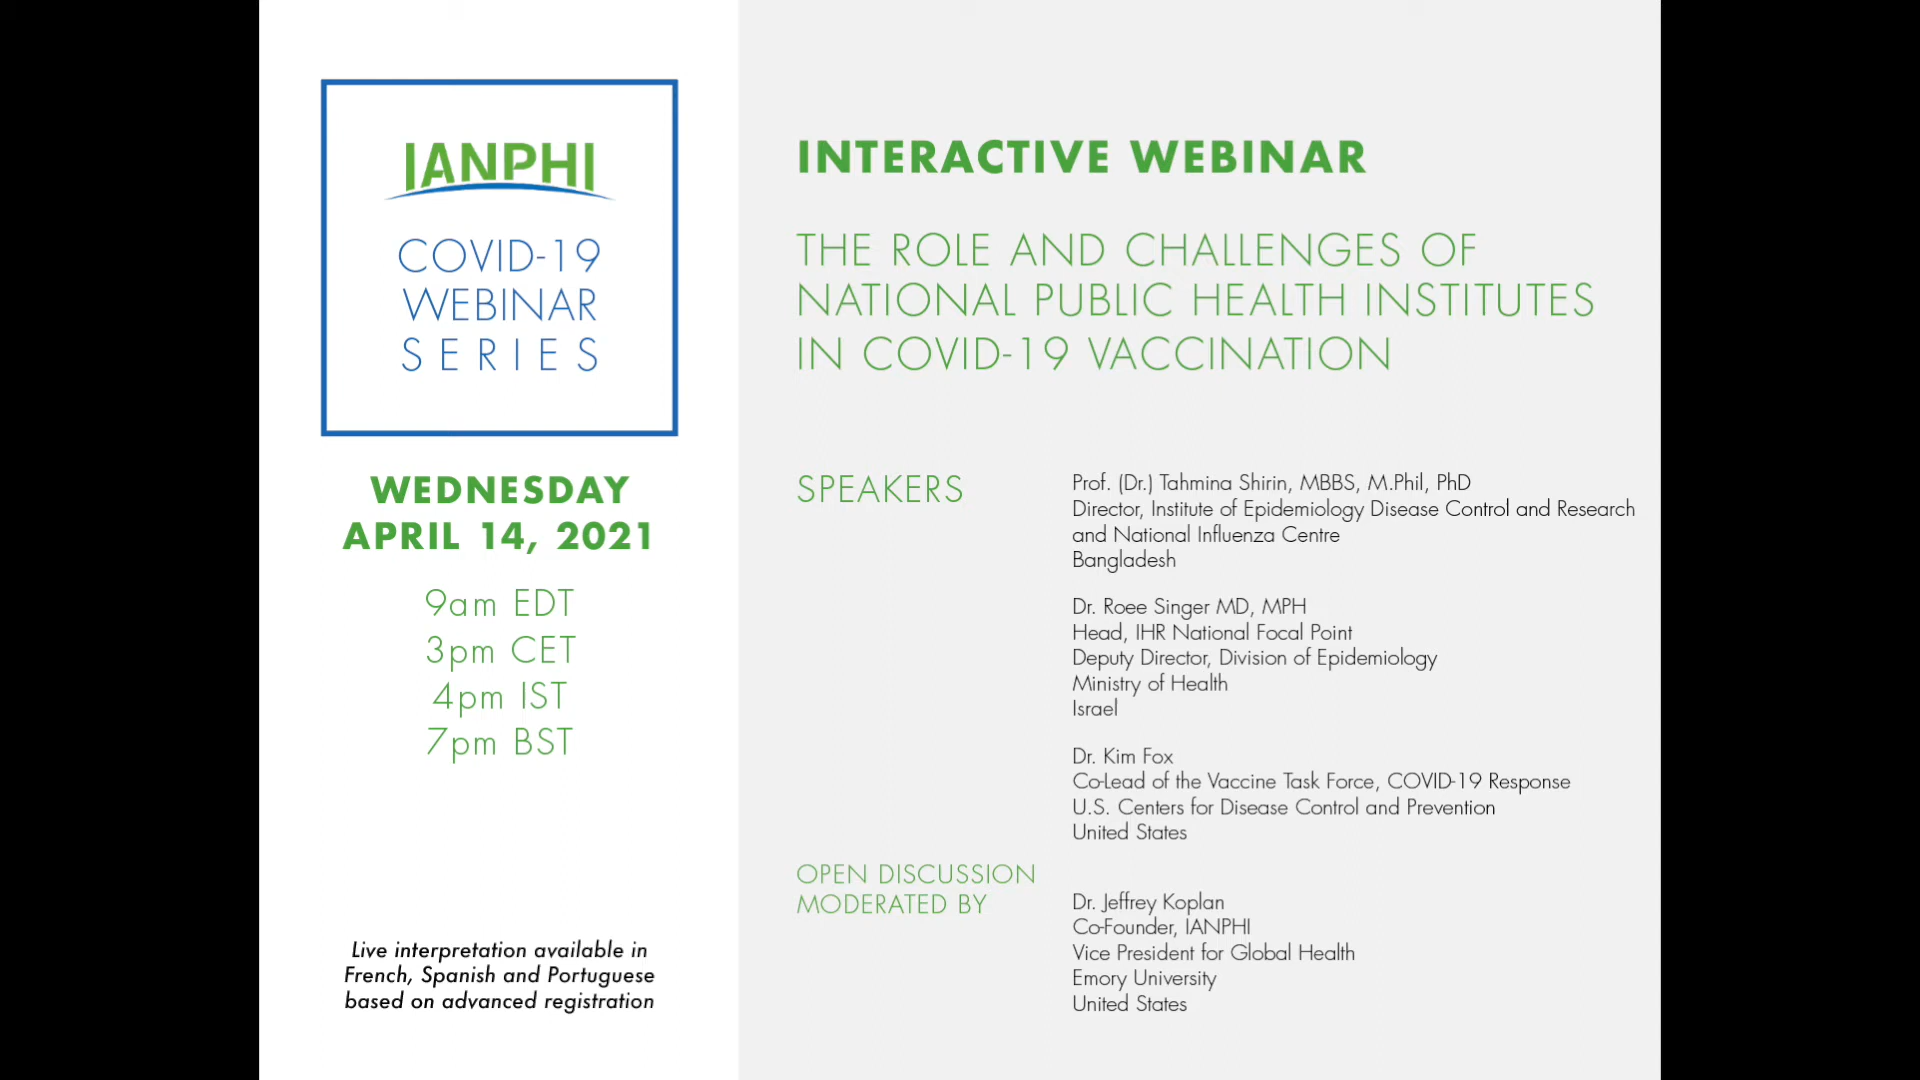 IANPHI
COVID-19
WEBINAR
SERIES
WEDNESDAY
APRIL 14, 2021
9am EDT
3pm CET
4pm IST
7pm BST
Live interpretation available in
French, Spanish and Portuguese
based on advanced registration
INTERACTIVE WEBINAR
THE ROLE AND CHALLENGES OF
NATIONAL PUBLIC HEALTH INSTITUTES
IN COVID-19 VACCINATION
SPEAKERS
Prof. (Dr.) Tahmina Shirin, MBBS, M.Phil, PhD
Director, Institute of Epidemiology Disease Control and Research
and National Influenza Centre
Bangladesh
Dr. Roee Singer MD, MPH
Head, IHR National Focal Point
Deputy Director, Division of Epidemiology
Ministry of Health
Israel
Dr. Kim Fox
Co-Lead of the Vaccine Task Force, COVID-19 Response
U.S. Centers for Disease Control and Prevention
United States
OPEN DISCUSSION
MODERATED BY
Dr. Jeffrey Koplan
Co-Founder, IANPHI
Vice President for Global Health
Emory University
United States